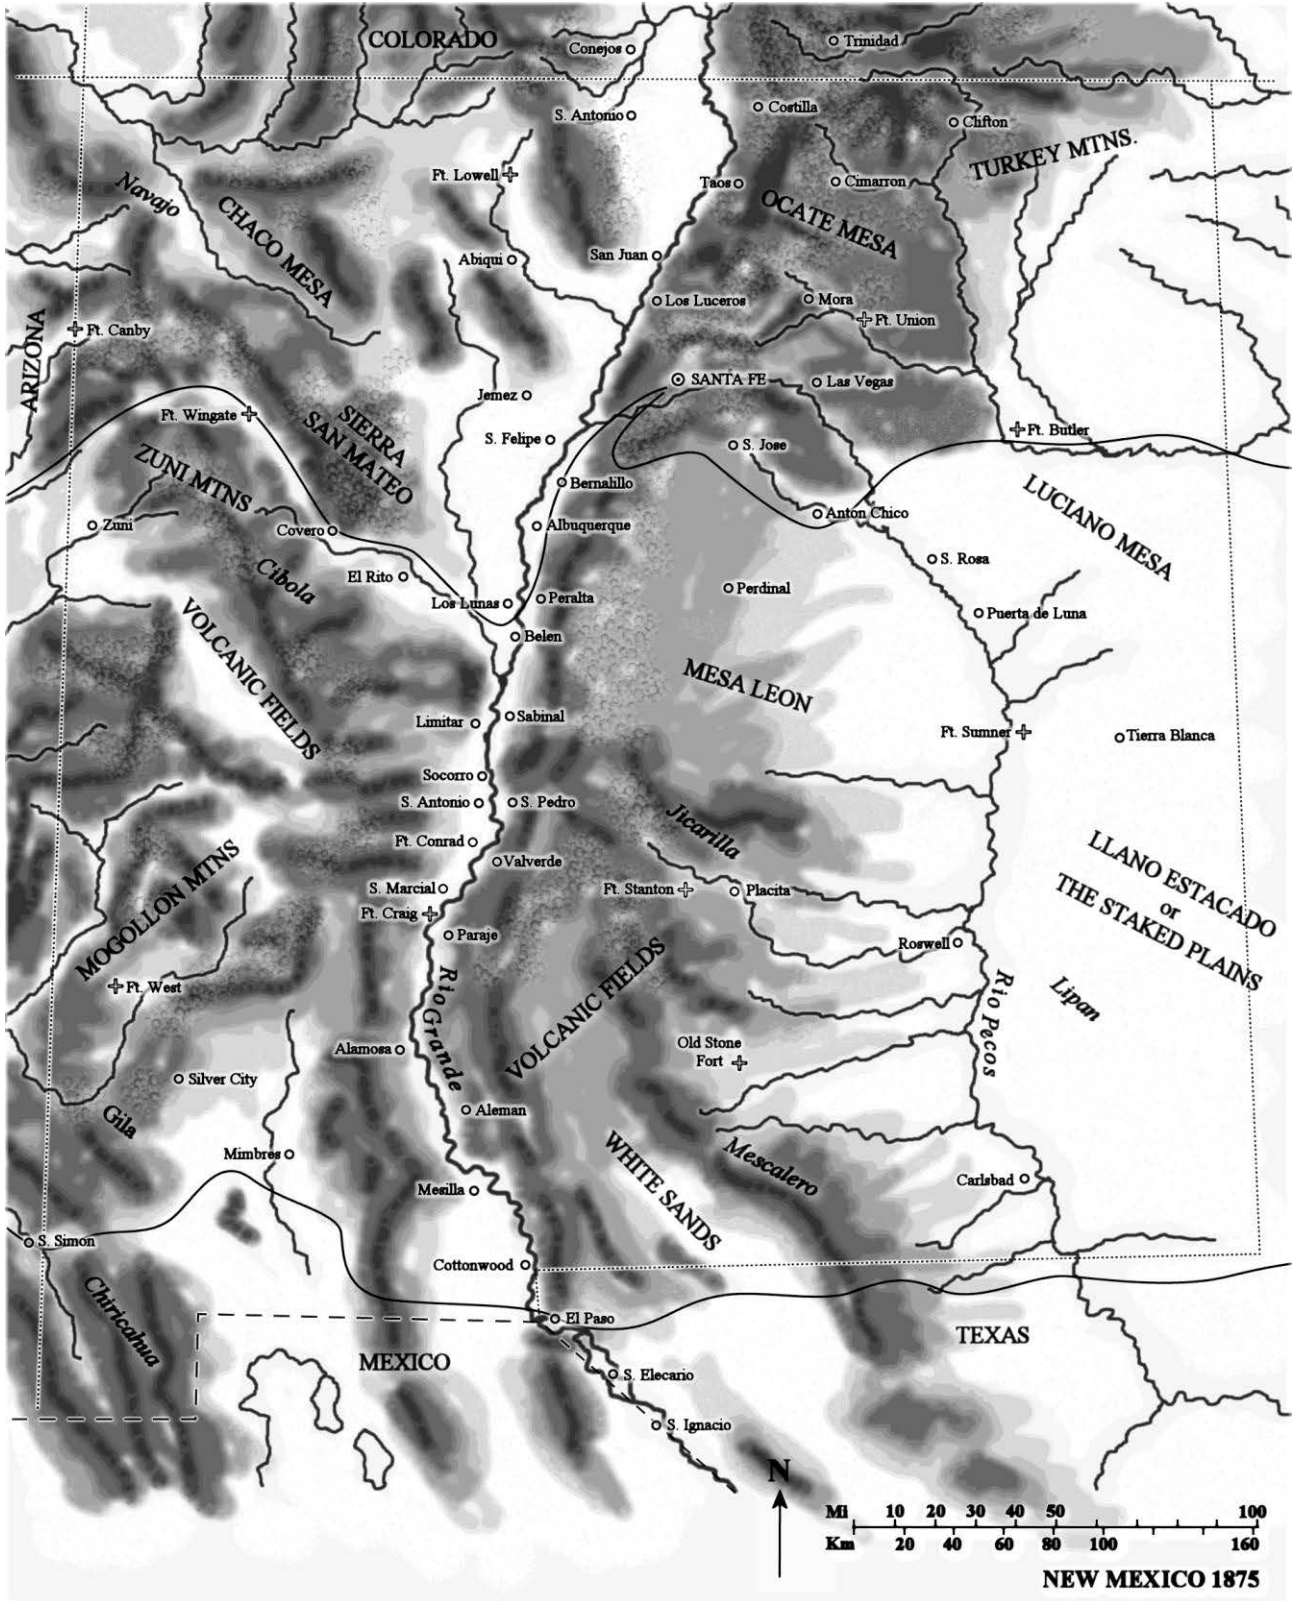 COLORADO
Conejos
Trinidad
S. Antonio
Costilla
Clifton
TURKEY MTNS.
Ft. Lowell
Taos
Cimarron
Navajo
CHACO MESA
OCATE MESA
Abiqui
San Juan
Los Luceros
Mora
Ft. Union
ARIZONA
Ft. Canby
SANTA FE
Las Vegas
Jemez
Ft. Wingate
SIERRA
SAN MATEO
S. Felipe
S. Jose
Ft. Butler
ZUNI MTNS
Bernalillo
LUCIANO MESA
Zuni
Covero
Albuquerque
Anton Chico
Cibola
El Rito
S. Rosa
Perdinal
Los Lunas
Peralta
Puerta de Luna
VOLCANIC FIELDS
Belen
MESA LEON
Limitar
Sabinal
Ft. Sumner
Tierra Blanca
Socorro
S. Antonio
S. Pedro
Jicarilla
Ft. Conrad
Valverde
MOGOLLON MTNS
S. Marcial
Ft. Stanton
Placita
LLANO ESTACADO
or
THE STAKED PLAINS
Ft. Craig
Paraje
Roswell
Ft. West
Rio Grande
VOLCANIC FIELDS
Rio Pecos
Lipan
Alamosa
Old Stone
Fort
Silver City
Gila
Aleman
Mimbres
WHITE SANDS
Mescalero
Mesilla
Carlsbad
S. Simon
Cottonwood
Chiricahua
El Paso
TEXAS
MEXICO
S. Elecario
S. Ignacio
N
Mi 10 20 30 40 50 100
Km 20 40 60 80 100 160
NEW MEXICO 1875